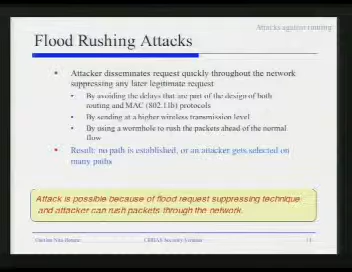 Attacks against routing
Flood Rushing Attacks
• Attacker disseminates request quickly throughout the network
suppressing any later legitimate request
• By avoiding the delays that are part of the design of both
routing and MAC (802.11b) protocols
• By sending at a higher wireless transmission level
• By using a wormhole to rush the packets ahead of the normal
flow
• Result: no path is established, or an attacker gets selected on
many paths
Attack is possible because of flood request suppressing technique
and attacker can rush packets through the network.
Cristina Nita-Rotaru
CERIAS Security Seminar